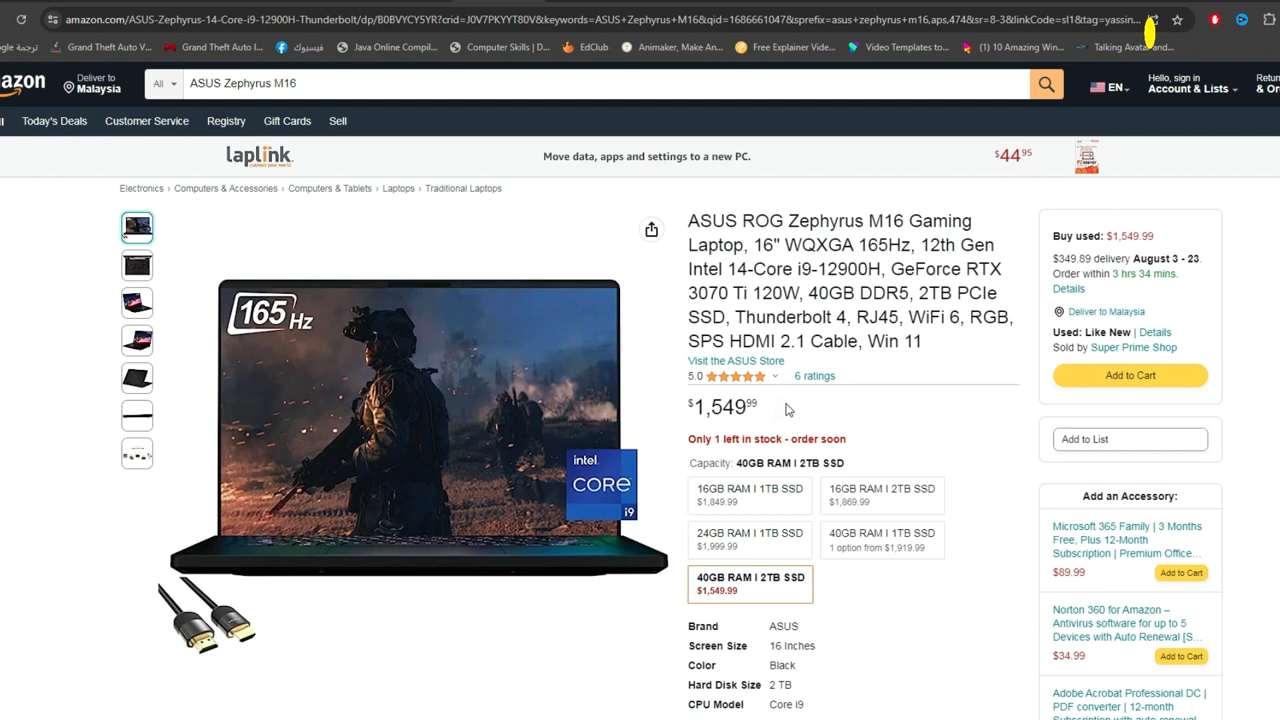 amazon.com/ASUS-Zephyrus-14-Core-i9-12900H-Thunderbolt/dp/B0BVYCY5YR?crid=J0V7PKYYT80V&keywords=ASUS+Zephyrus+M16&qid=1686661047&sprefix=asus+zephyrus+m16,aps,474&sr=8-3&linkCode=sl1&tag=yassin...
ogle ترجمة
Grand Theft Auto V...
Grand Theft Auto I...
فيسبوك
Java Online Compil...
Computer Skills | D...
EdClub
Animaker, Make An...
Free Explainer Vide...
Video Templates to...
(1) 10 Amazing Win...
Talking Avatar and...
azon
Deliver to
Malaysia
All
ASUS Zephyrus M16
EN
Hello, sign in
Account & Lists
Retur
& Or
ll
Today's Deals
Customer Service
Registry
Gift Cards
Sell
laplink.
Move data, apps and settings to a new PC.
$4495
Electronics › Computers & Accessories › Computers & Tablets › Laptops › Traditional Laptops
165 Hz
intel.
CORE
i9
ASUS ROG Zephyrus M16 Gaming
Laptop, 16" WQXGA 165Hz, 12th Gen
Intel 14-Core i9-12900H, GeForce RTX
3070 Ti 120W, 40GB DDR5, 2TB PCIe
SSD, Thunderbolt 4, RJ45, WiFi 6, RGB,
SPS HDMI 2.1 Cable, Win 11
Visit the ASUS Store
5.0
6 ratings
$1,54999
Only 1 left in stock - order soon
Capacity: 40GB RAM I 2TB SSD
16GB RAM I 1TB SSD
$1,849.99
16GB RAM I 2TB SSD
$1,869.99
24GB RAM I 1TB SSD
$1,999.99
40GB RAM I 1TB SSD
1 option from $1,919.99
40GB RAM I 2TB SSD
$1,549.99
Brand ASUS
Screen Size 16 Inches
Color Black
Hard Disk Size 2 TB
CPU Model Core i9
Buy used: $1,549.99
$349.89 delivery August 3 - 23.
Order within 3 hrs 34 mins.
Details
Deliver to Malaysia
Used: Like New | Details
Sold by Super Prime Shop
Add to Cart
Add to List
Add an Accessory:
Microsoft 365 Family | 3 Months
Free, Plus 12-Month
Subscription | Premium Office...
$89.99
Add to Cart
Norton 360 for Amazon –
Antivirus software for up to 5
Devices with Auto Renewal [S...
$34.99
Add to Cart
Adobe Acrobat Professional DC |
PDF converter | 12-month
Subscription with auto-renewal